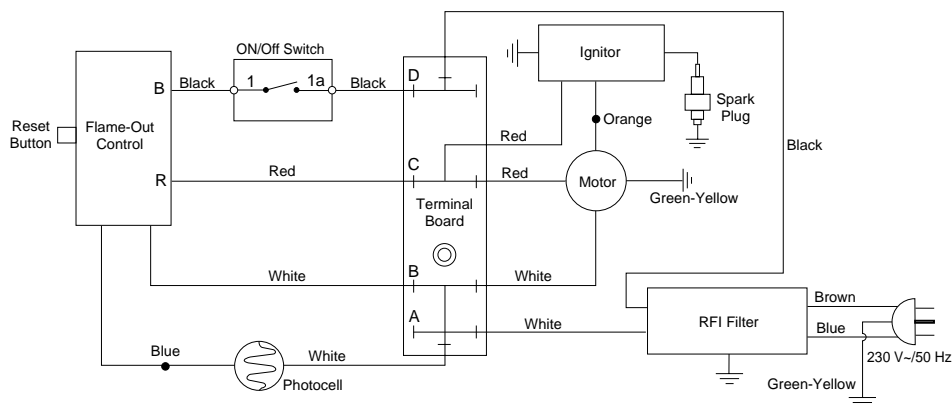 ON/Off Switch
Ignitor
B
Black
1
1a
Black
D
Reset
Button
Flame-Out
Control
Spark
Plug
Orange
Red
Black
R
Red
C
Red
Motor
Terminal
Board
Green-Yellow
White
B
White
Brown
A
White
RFI Filter
Blue
Blue
White
Photocell
230 V~/50 Hz
Green-Yellow